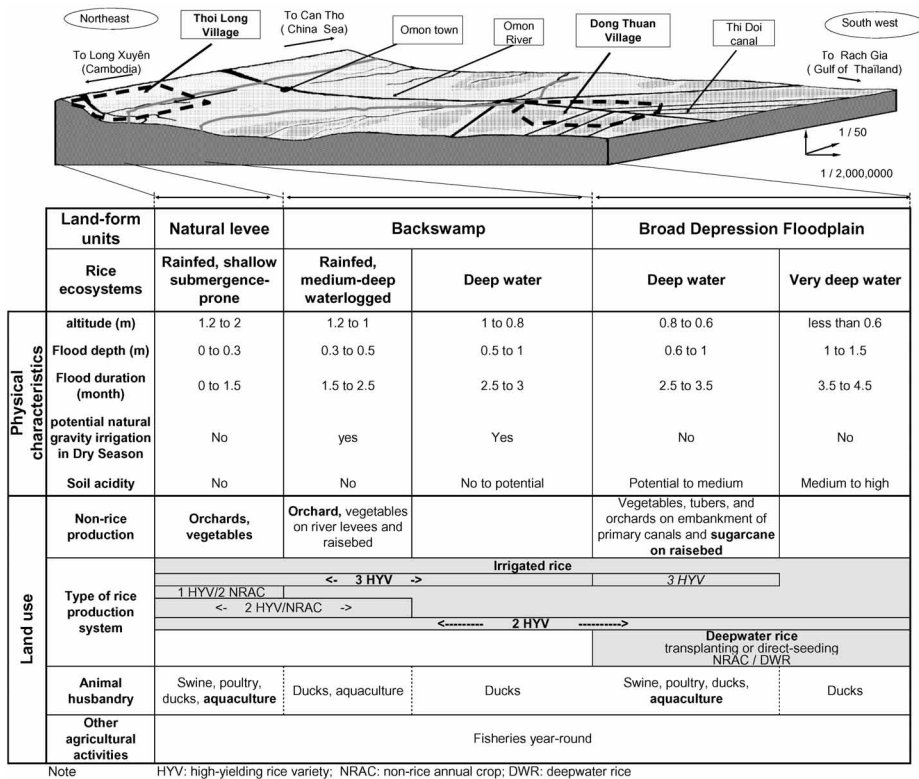 Northeast
Thoi Long
Village
To Can Tho
( China Sea)
Omon town
Omon
River
Dong Thuan
Village
Thi Doi
canal
South west
To Long Xuyên
(Cambodia)
To Rach Gia
( Gulf of Thaïland)
1 / 50
1 / 2,000,0000
Land-form
units
Natural levee
Backswamp
Broad Depression Floodplain
Rice
ecosystems
Rainfed, shallow
submergence-
prone
Rainfed,
medium-deep
waterlogged
Deep water
Deep water
Very deep water
Physical
characteristics
altitude (m)
1.2 to 2
1.2 to 1
1 to 0.8
0.8 to 0.6
less than 0.6
Flood depth (m)
0 to 0.3
0.3 to 0.5
0.5 to 1
0.6 to 1
1 to 1.5
Flood duration
(month)
0 to 1.5
1.5 to 2.5
2.5 to 3
2.5 to 3.5
3.5 to 4.5
potential natural
gravity irrigation
in Dry Season
No
yes
Yes
No
No
Soil acidity
No
No
No to potential
Potential to medium
Medium to high
Land use
Non-rice
production
Orchards,
vegetables
Orchard, vegetables
on river levees and
raisebed
Vegetables, tubers, and
orchards on embankment of
primary canals and sugarcane
on raisebed
Type of rice
production
system
Irrigated rice
<- 3 HYV ->
3 HYV
1 HYV/2 NRAC
<- 2 HYV/NRAC ->
<--------- 2 HYV ---------->
Deepwater rice
transplanting or direct-seeding
NRAC / DWR
Animal
husbandry
Swine, poultry,
ducks, aquaculture
Ducks, aquaculture
Ducks
Swine, poultry, ducks,
aquaculture
Ducks
Other
agricultural
activities
Fisheries year-round
Note HYV: high-yielding rice variety; NRAC: non-rice annual crop; DWR: deepwater rice